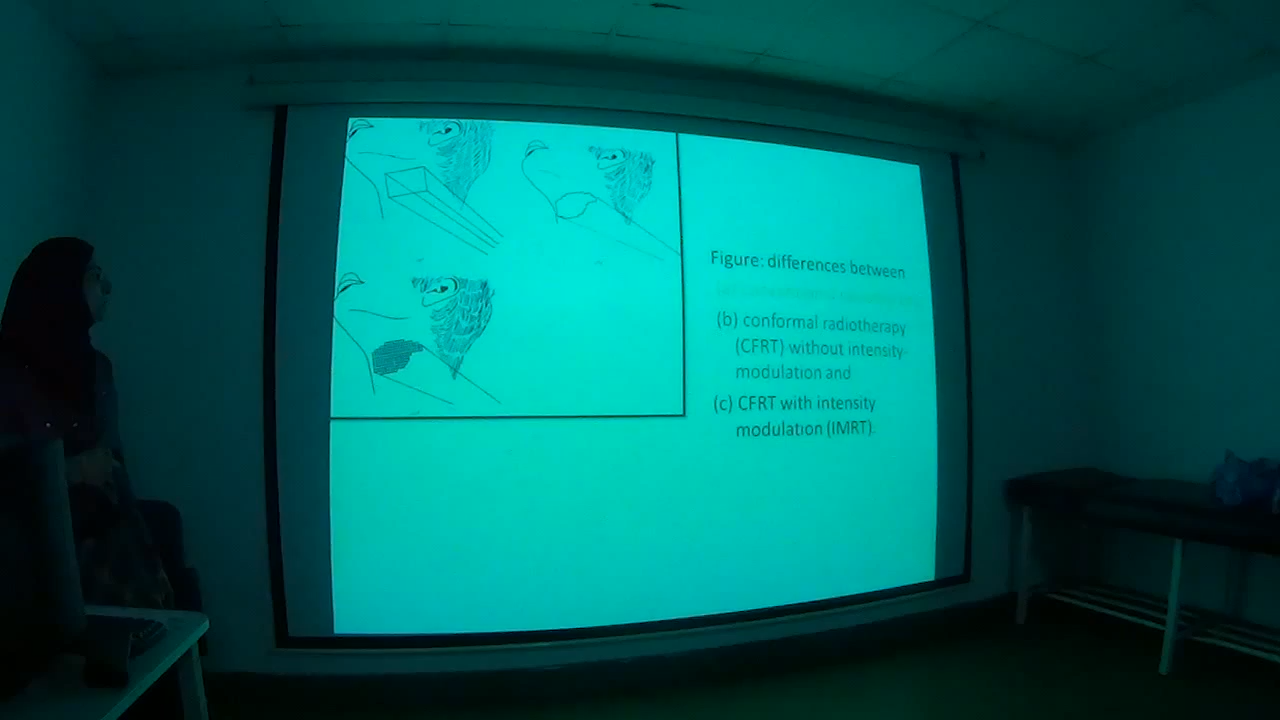 Figure: differences between
(b) conformal radiotherapy
(CFRT) without intensity-
modulation and
(c) CFRT with intensity
modulation (IMRT).